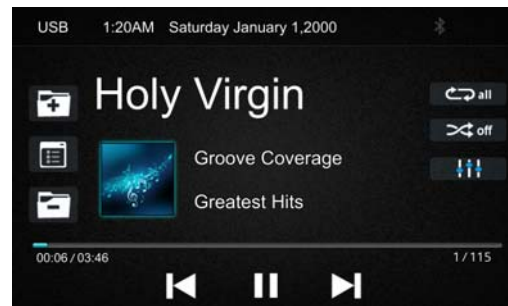 USB 1:20AM Saturday January 1,2000
Holy Virgin
all
off
Groove Coverage
Greatest Hits
00:06 / 03:46 1 / 115